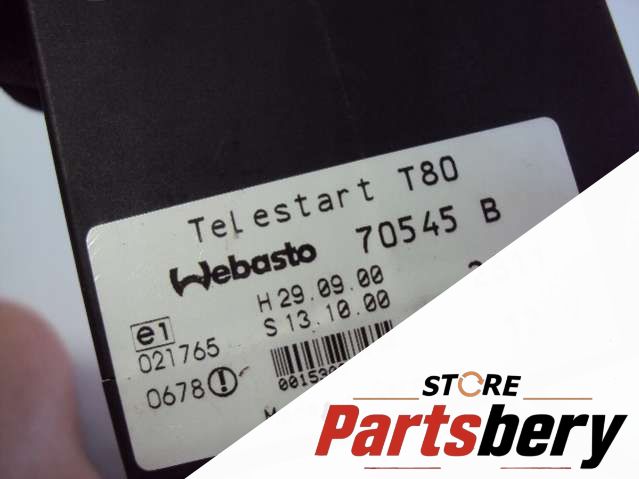 Telestart T80
Webasto 70545 B
H 29.09.00
S 13.10.00
e1
021765
0678
STORE
Partsbery